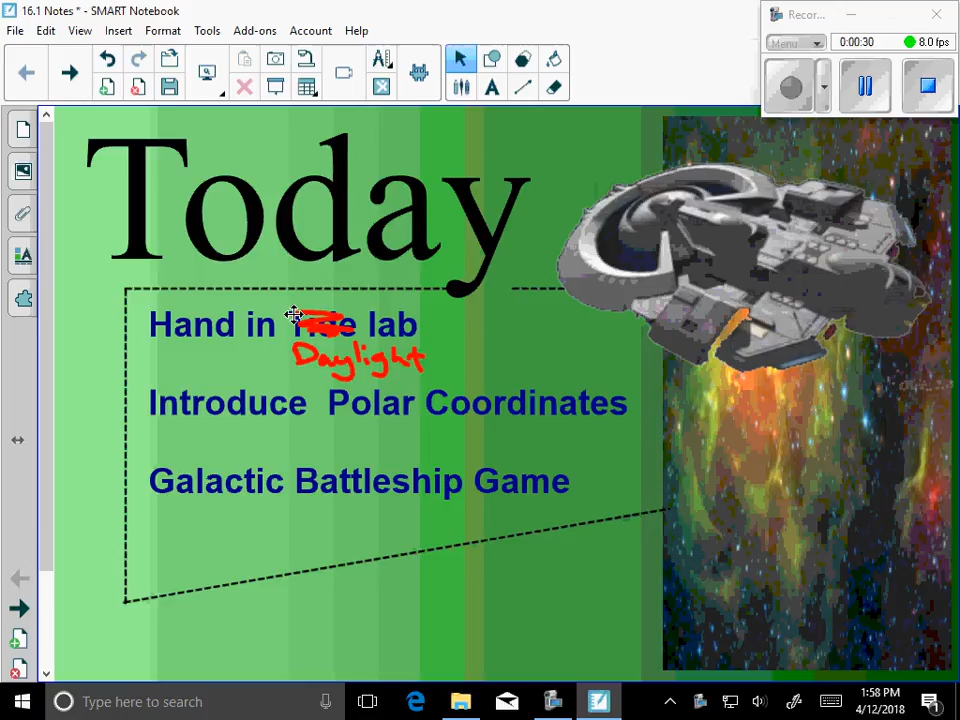 16.1 Notes * - SMART Notebook
Recor...
File Edit View Insert Format Tools Add-ons Account Help
Menu 0:00:30 8.0 fps
Today
Hand in lab
Daylight
Introduce Polar Coordinates
Galactic Battleship Game
Type here to search
1:58 PM
4/12/2018
1